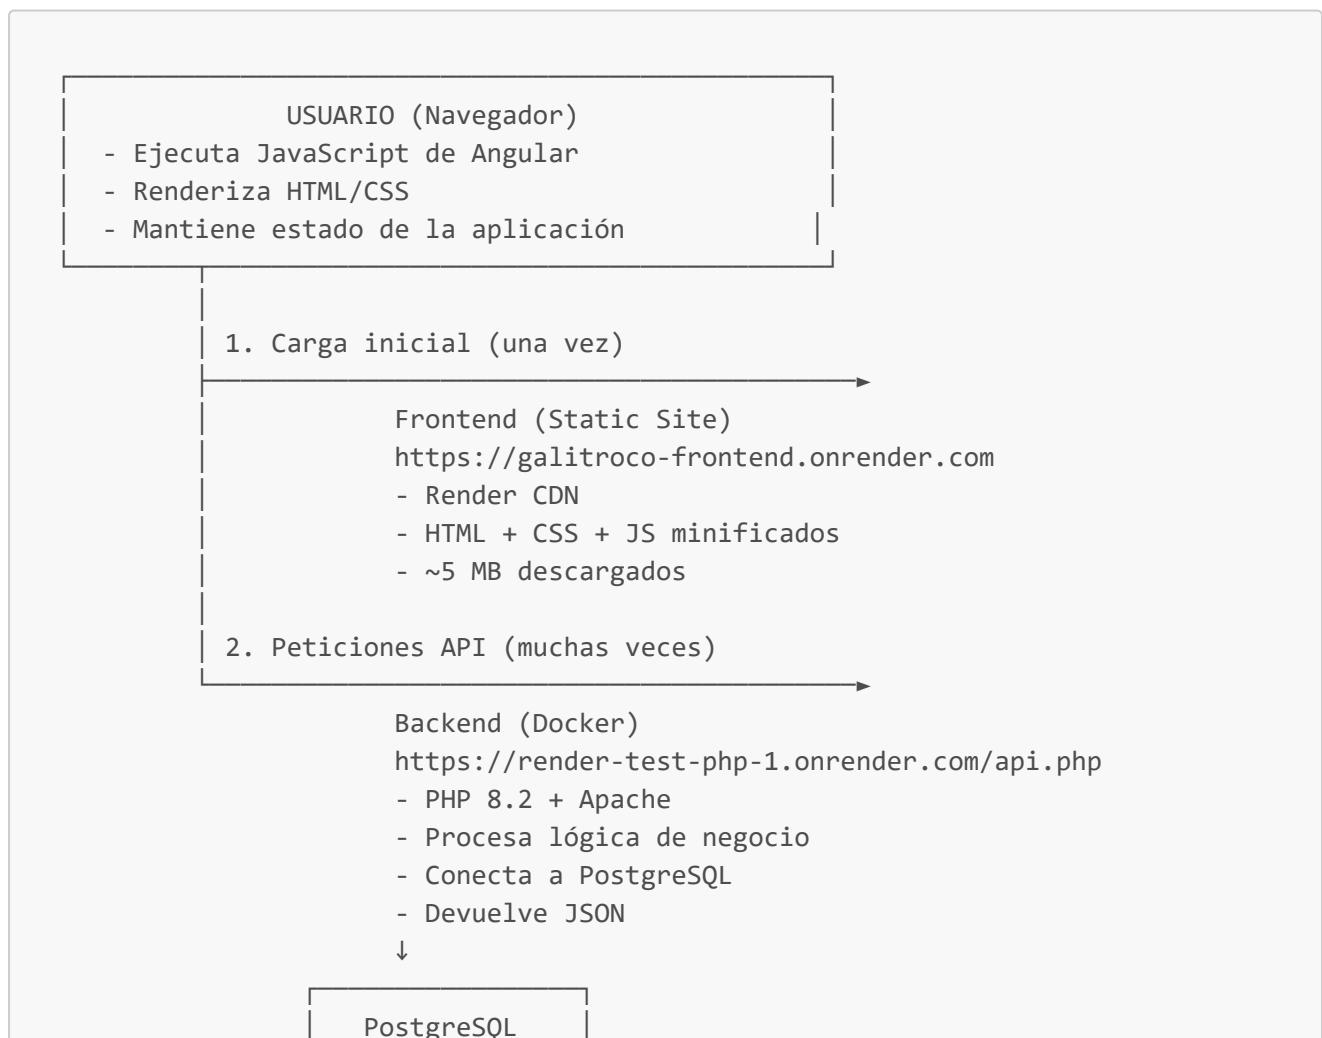 USUARIO (Navegador)
- Ejecuta JavaScript de Angular
- Renderiza HTML/CSS
- Mantiene estado de la aplicación
1. Carga inicial (una vez)
Frontend (Static Site)
https://galitroco-frontend.onrender.com
- Render CDN
- HTML + CSS + JS minificados
- ~5 MB descargados
2. Peticiones API (muchas veces)
Backend (Docker)
https://render-test-php-1.onrender.com/api.php
- PHP 8.2 + Apache
- Procesa lógica de negocio
- Conecta a PostgreSQL
- Devuelve JSON
↓
PostgreSQL